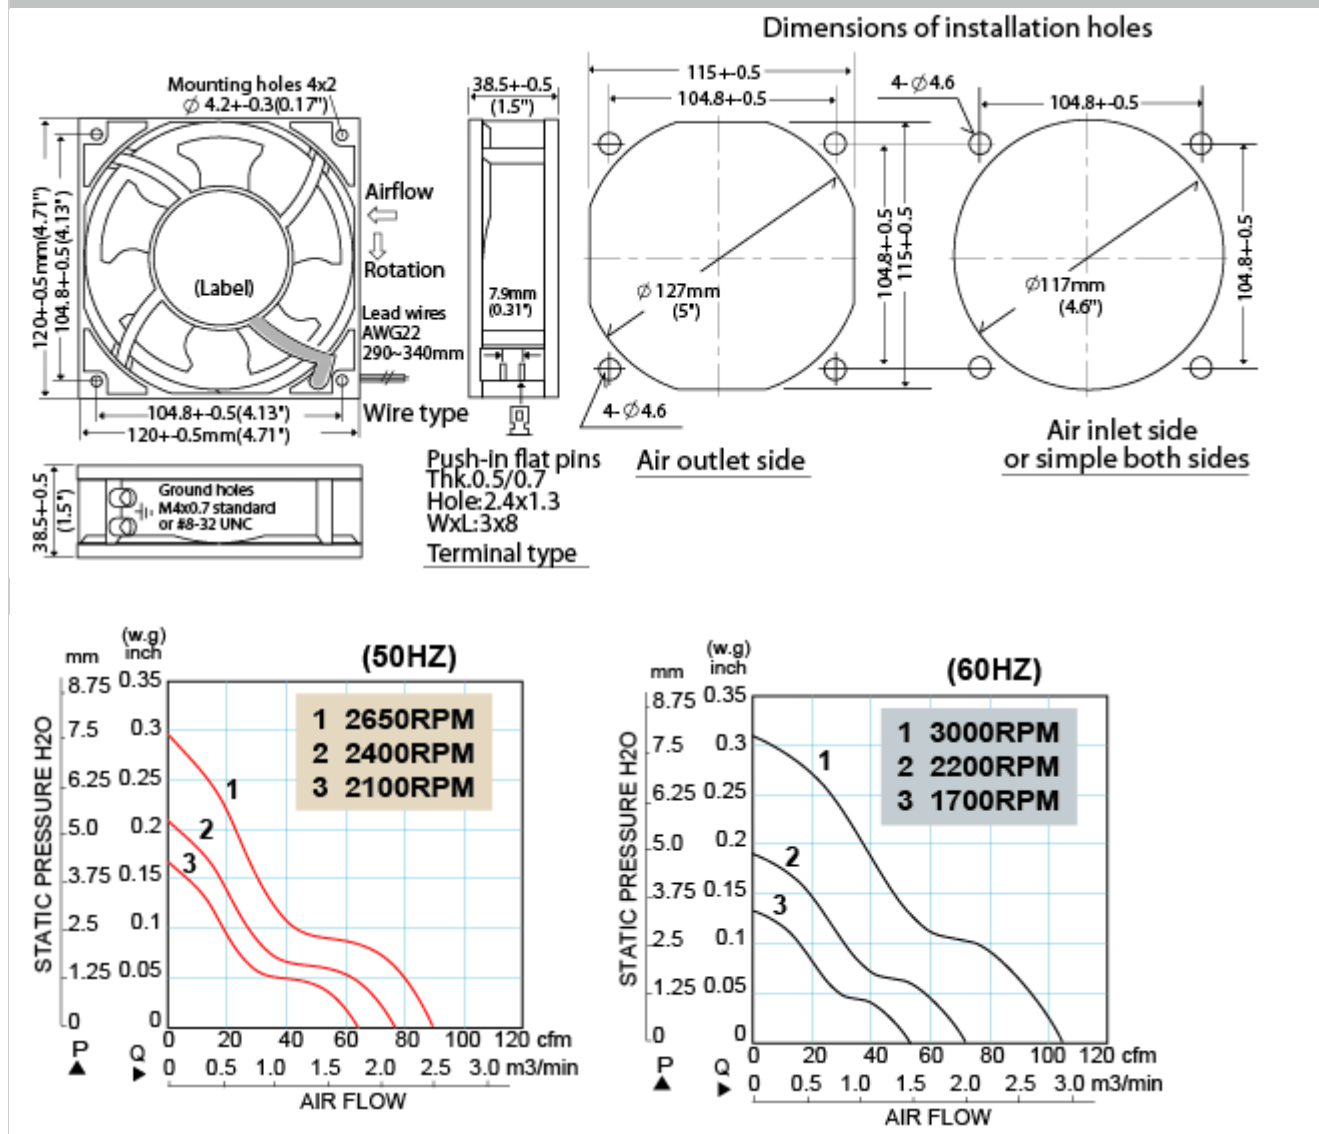 Dimensions of installation holes
Mounting holes 4x2
Ø 4.2+-0.3(0.17")
120+-0.5mm(4.71")
104.8+-0.5(4.13")
(Label)
104.8+-0.5(4.13")
120+-0.5mm(4.71")
Airflow
Rotation
Lead wires
AWG22
290~340mm
Wire type
38.5+-0.5
(1.5")
7.9mm
(0.31")
Push-in flat pins
Thk.0.5/0.7
Hole:2.4x1.3
WxL:3x8
Terminal type
115+-0.5
104.8+-0.5
Ø 127mm
(5")
104.8+-0.5
115+-0.5
4- Ø4.6
Air outlet side
4- Ø4.6
104.8+-0.5
Ø117mm
(4.6")
104.8+-0.5
Air inlet side
or simple both sides
38.5+-0.5
(1.5")
Ground holes
M4x0.7 standard
or #8-32 UNC
(50HZ)
mm
(w.g)
inch
STATIC PRESSURE H2O
8.75 0.35
7.5 0.3
6.25 0.25
5.0 0.2
3.75 0.15
2.5 0.1
1.25 0.05
0 0
1 2650RPM
2 2400RPM
3 2100RPM
1
2
3
P
Q
0 20 40 60 80 100 120 cfm
0 0.5 1.0 1.5 2.0 2.5 3.0 m3/min
AIR FLOW
(60HZ)
mm
(w.g)
inch
STATIC PRESSURE H2O
8.75 0.35
7.5 0.3
6.25 0.25
5.0 0.2
3.75 0.15
2.5 0.1
1.25 0.05
0 0
1 3000RPM
2 2200RPM
3 1700RPM
1
2
3
P
Q
0 20 40 60 80 100 120 cfm
0 0.5 1.0 1.5 2.0 2.5 3.0 m3/min
AIR FLOW